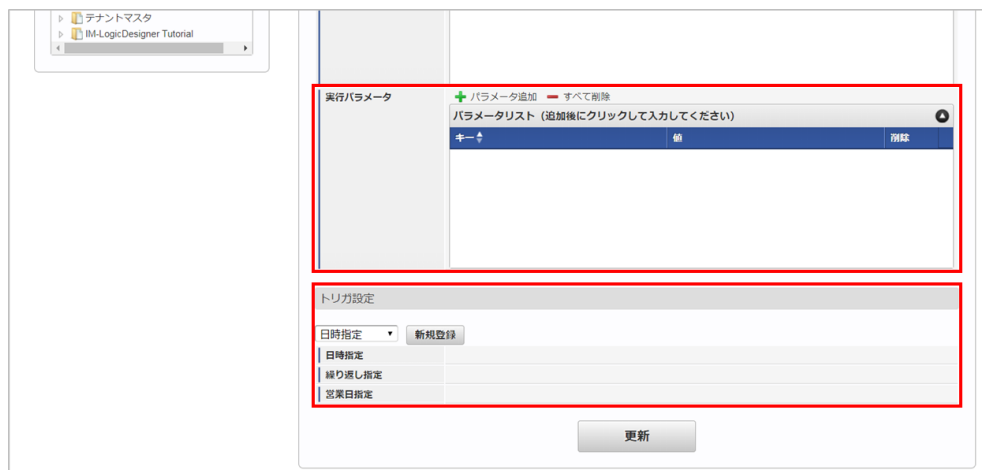 テナントマスタ
IM-LogicDesigner Tutorial
実行パラメータ
パラメータ追加 すべて削除
パラメータリスト（追加後にクリックして入力してください）
キー 値 削除
トリガ設定
日時指定 新規登録
日時指定
繰り返し指定
営業日指定
更新